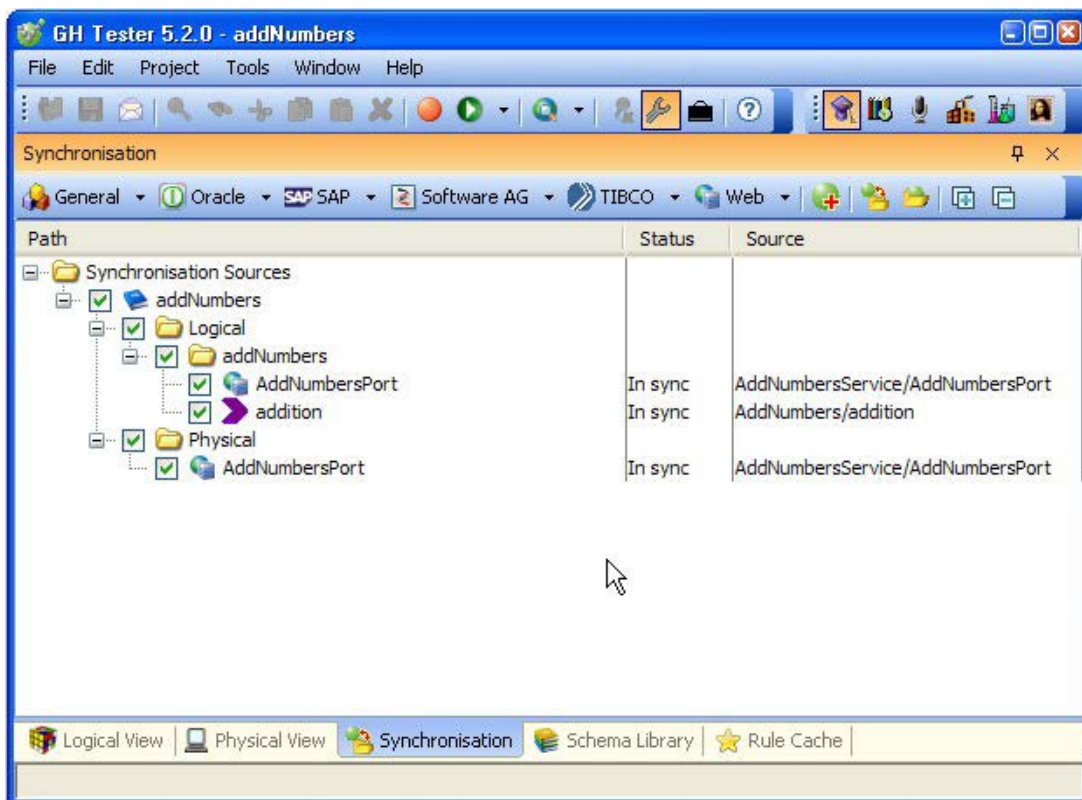 GH Tester 5.2.0 - addNumbers
File Edit Project Tools Window Help
Synchronisation
General Oracle SAP SAP Software AG TIBCO Web
Path Status Source
Synchronisation Sources
addNumbers
Logical
addNumbers
AddNumbersPort In sync AddNumbersService/AddNumbersPort
addition In sync AddNumbers/addition
Physical
AddNumbersPort In sync AddNumbersService/AddNumbersPort
Logical View Physical View Synchronisation Schema Library Rule Cache